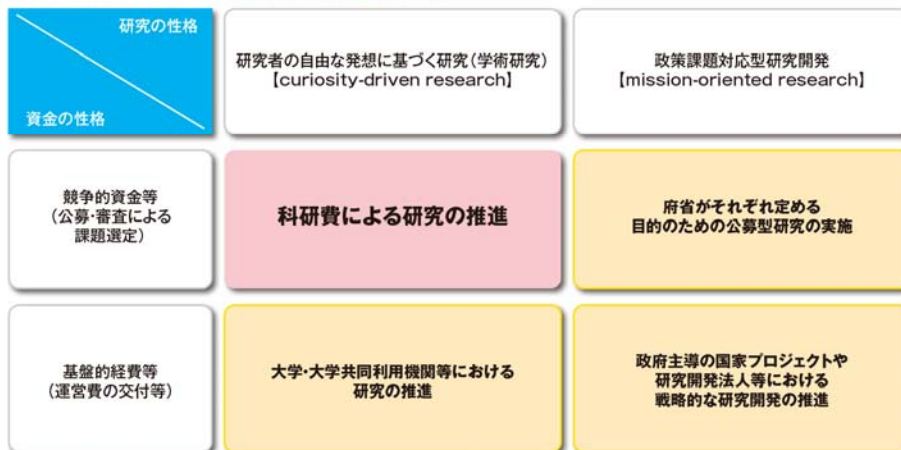 研究の性格
資金の性格
研究者の自由な発想に基づく研究(学術研究)
【curiosity-driven research】
政策課題対応型研究開発
【mission-oriented research】
競争的資金等
(公募・審査による
課題選定)
科研費による研究の推進
府省がそれぞれ定める
目的のための公募型研究の実施
基盤的経費等
(運営費の交付等)
大学・大学共同利用機関等における
研究の推進
政府主導の国家プロジェクトや
研究開発法人等における
戦略的な研究開発の推進